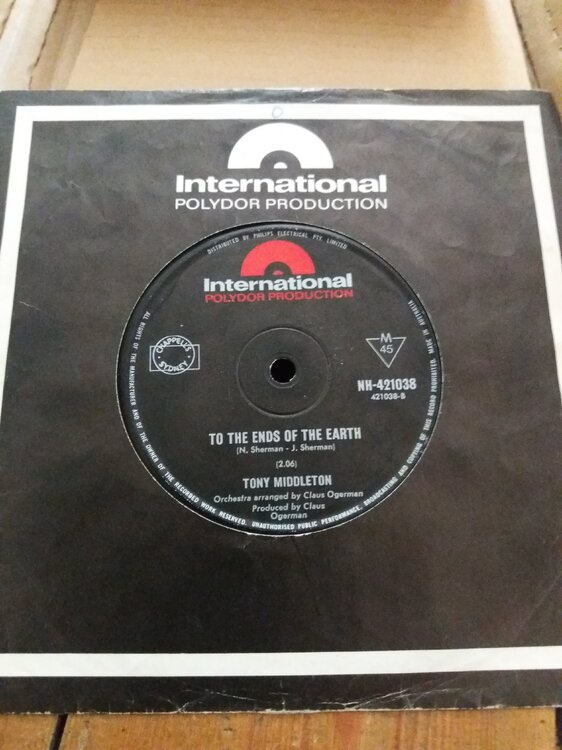 International
POLYDOR PRODUCTION
DISTRIBUTED BY PHILIPS ELECTRICAL PTY. LIMITED
International
POLYDOR PRODUCTION
CHAPPELL'S
SYDNEY
M
45
NH-421038
421038-B
TO THE ENDS OF THE EARTH
(N. Sherman - J. Sherman)
(2.06)
TONY MIDDLETON
Orchestra arranged by Claus Ogerman
Produced by Claus
Ogerman
ALL RIGHTS OF THE MANUFACTURER AND OF THE OWNER OF THE RECORDED WORK RESERVED. UNAUTHORISED PUBLIC PERFORMANCE, BROADCASTING AND COPYING OF THIS RECORD PROHIBITED. MADE IN AUSTRALIA